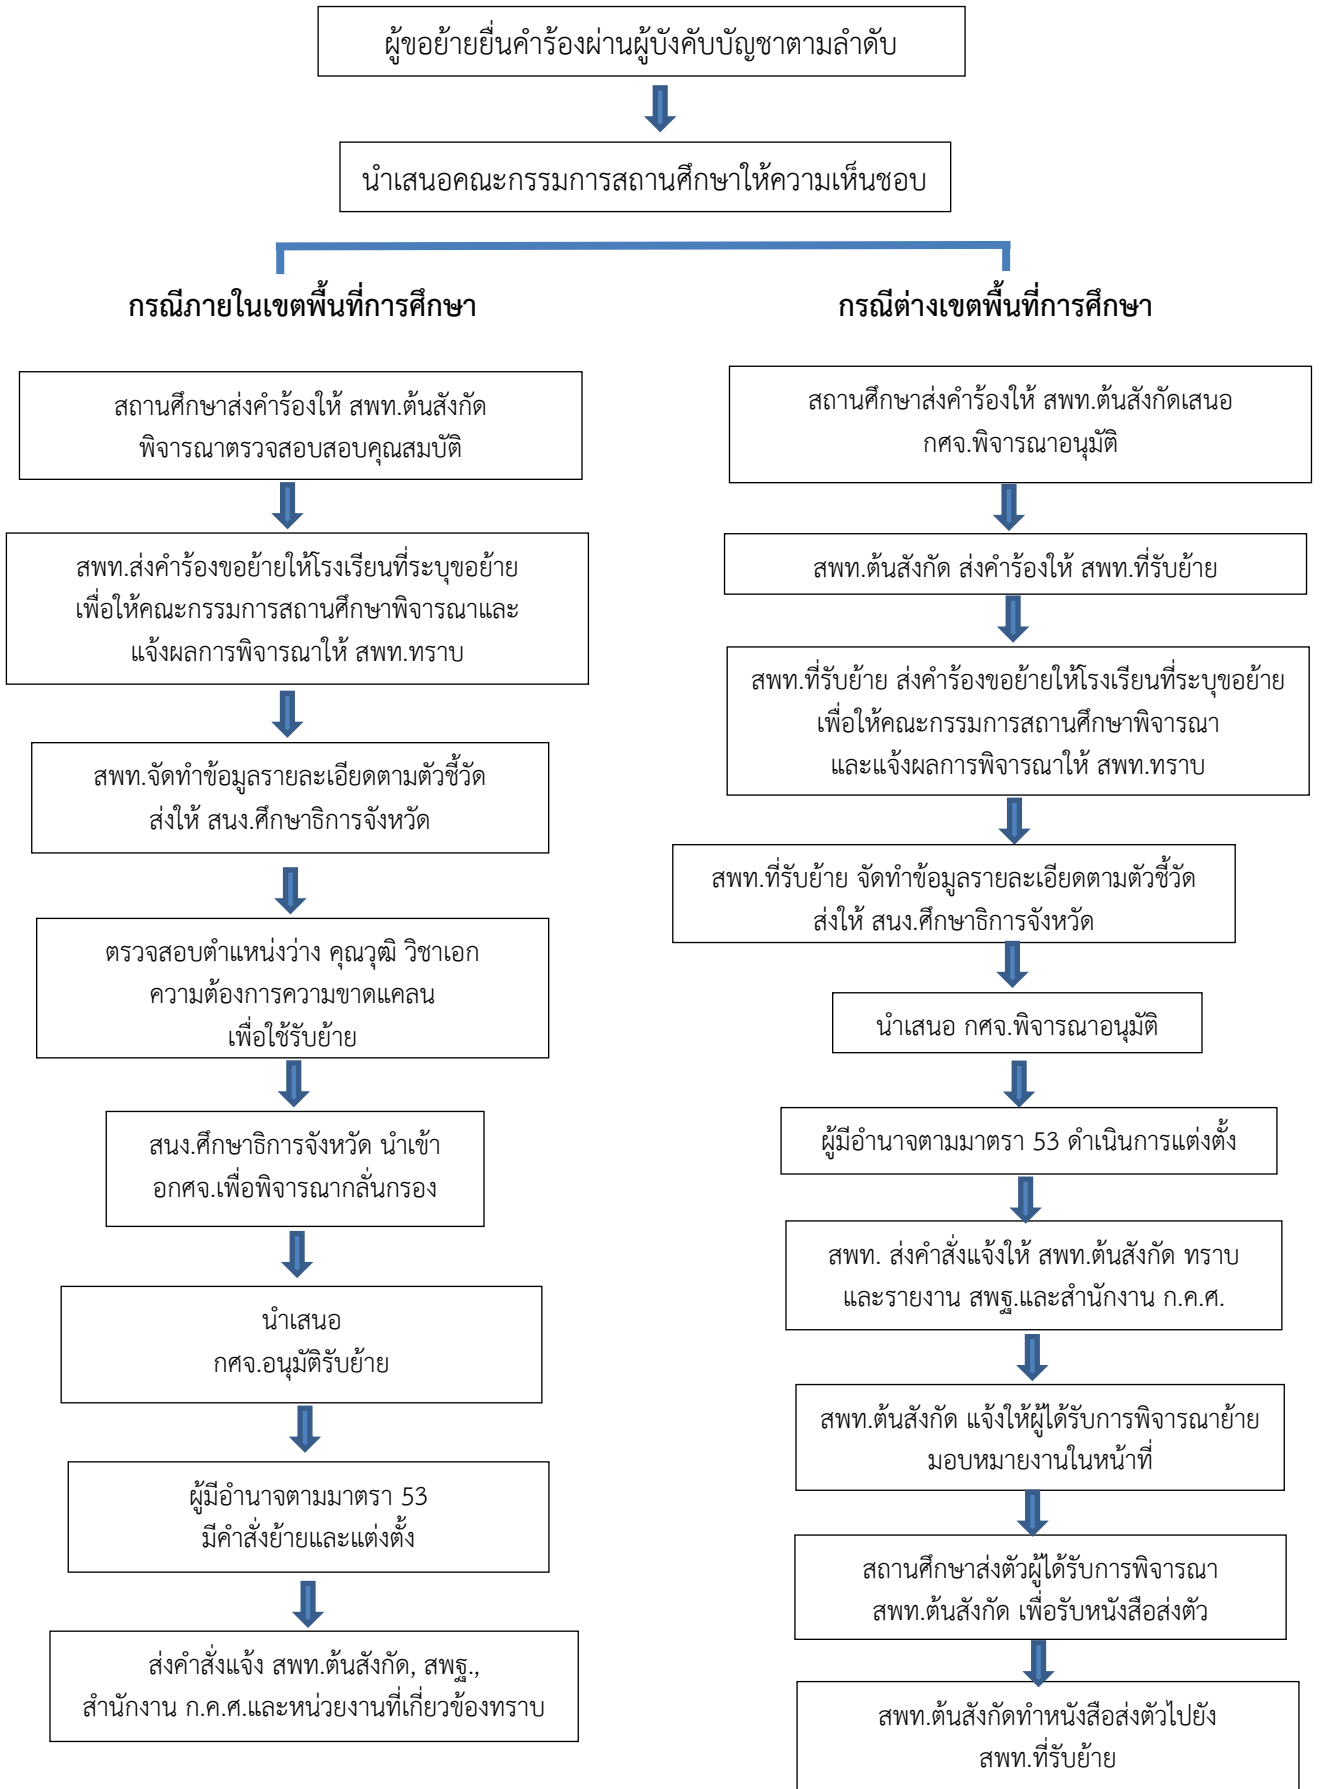 ผู้ขอย้ายยื่นคำร้องผ่านผู้บังคับบัญชาตามลำดับ
นำเสนอคณะกรรมการสถานศึกษาให้ความเห็นชอบ
กรณีภายในเขตพื้นที่การศึกษา
สถานศึกษาส่งคำร้องให้ สพท.ต้นสังกัด
พิจารณาตรวจสอบสอบคุณสมบัติ
สพท.ส่งคำร้องขอย้ายให้โรงเรียนที่ระบุขอย้าย
เพื่อให้คณะกรรมการสถานศึกษาพิจารณาและ
แจ้งผลการพิจารณาให้ สพท.ทราบ
สพท.จัดทำข้อมูลรายละเอียดตามตัวชี้วัด
ส่งให้ สนง.ศึกษาธิการจังหวัด
ตรวจสอบตำแหน่งว่าง คุณวุฒิ วิชาเอก
ความต้องการความขาดแคลน
เพื่อใช้รับย้าย
สนง.ศึกษาธิการจังหวัด นำเข้า
อกศจ.เพื่อพิจารณากลั่นกรอง
นำเสนอ
กศจ.อนุมัติรับย้าย
ผู้มีอำนาจตามมาตรา 53
มีคำสั่งย้ายและแต่งตั้ง
ส่งคำสั่งแจ้ง สพท.ต้นสังกัด, สพฐ.,
สำนักงาน ก.ค.ศ.และหน่วยงานที่เกี่ยวข้องทราบ
กรณีต่างเขตพื้นที่การศึกษา
สถานศึกษาส่งคำร้องให้ สพท.ต้นสังกัดเสนอ
กศจ.พิจารณาอนุมัติ
สพท.ต้นสังกัด ส่งคำร้องให้ สพท.ที่รับย้าย
สพท.ที่รับย้าย ส่งคำร้องขอย้ายให้โรงเรียนที่ระบุขอย้าย
เพื่อให้คณะกรรมการสถานศึกษาพิจารณา
และแจ้งผลการพิจารณาให้ สพท.ทราบ
สพท.ที่รับย้าย จัดทำข้อมูลรายละเอียดตามตัวชี้วัด
ส่งให้ สนง.ศึกษาธิการจังหวัด
นำเสนอ กศจ.พิจารณาอนุมัติ
ผู้มีอำนาจตามมาตรา 53 ดำเนินการแต่งตั้ง
สพท. ส่งคำสั่งแจ้งให้ สพท.ต้นสังกัด ทราบ
และรายงาน สพฐ.และสำนักงาน ก.ค.ศ.
สพท.ต้นสังกัด แจ้งให้ผู้ได้รับการพิจารณาย้าย
มอบหมายงานในหน้าที่
สถานศึกษาส่งตัวผู้ได้รับการพิจารณา
สพท.ต้นสังกัด เพื่อรับหนังสือส่งตัว
สพท.ต้นสังกัดทำหนังสือส่งตัวไปยัง
สพท.ที่รับย้าย